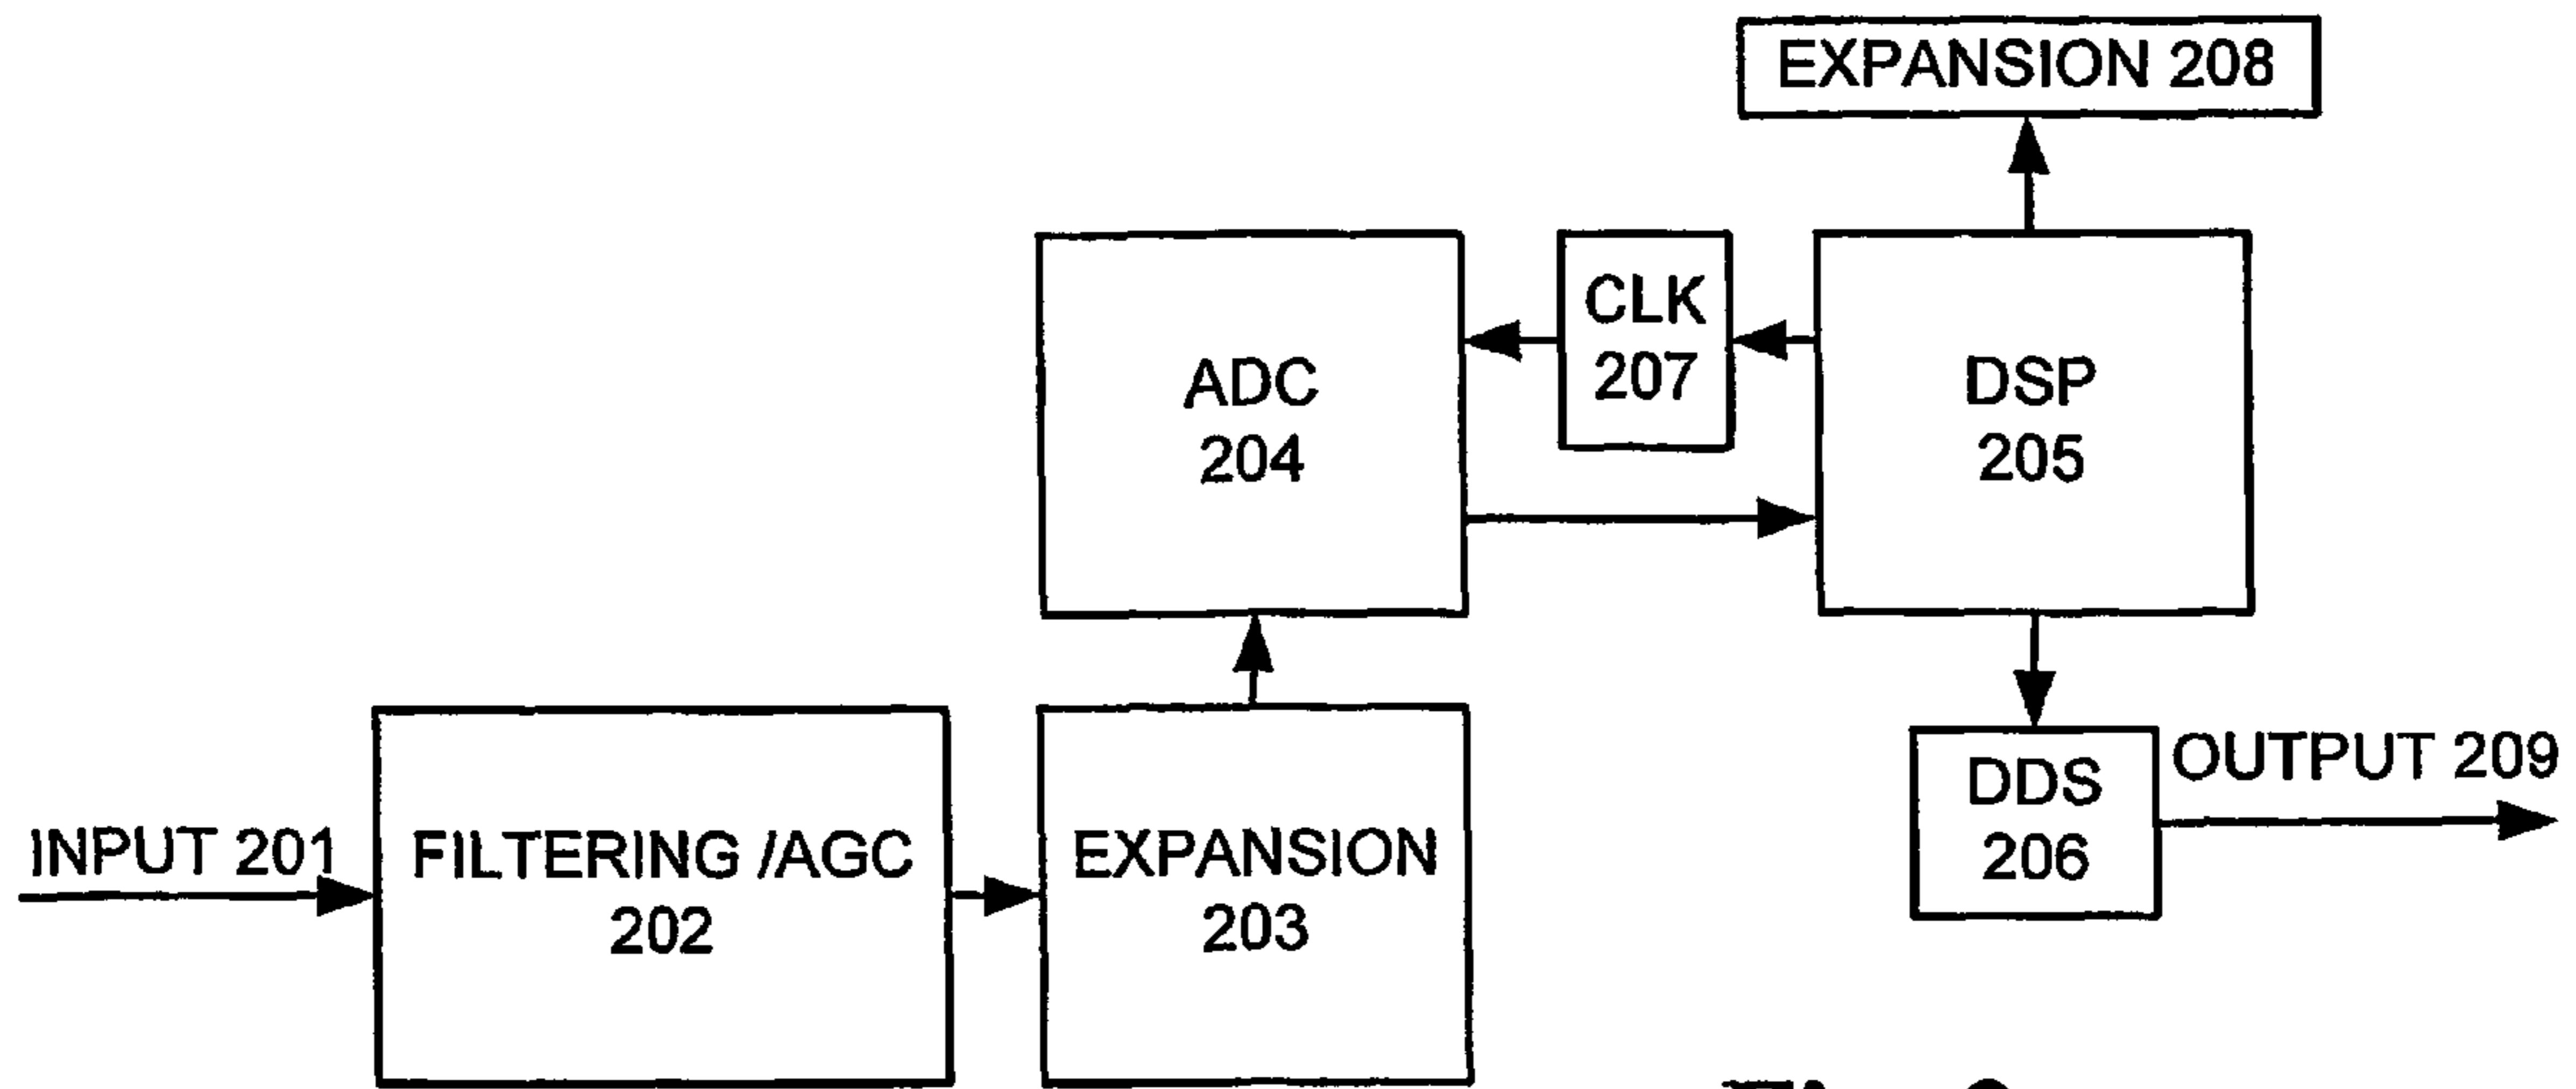 EXPANSION 208
CLK
207
ADC
204
DSP
205
INPUT 201
FILTERING /AGC
202
EXPANSION
203
DDS
206
OUTPUT 209